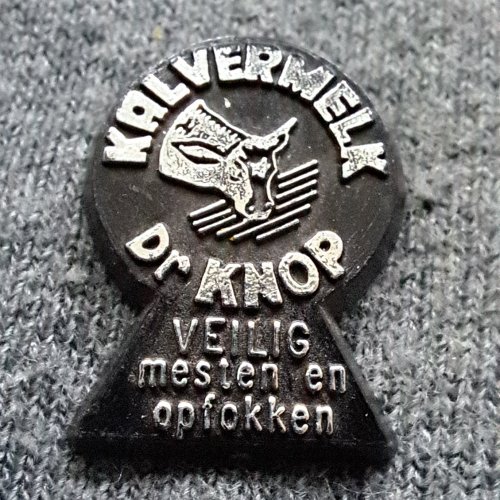 KALVERMELK
Dr KNOP
VEILIG
mesten en
opfokken